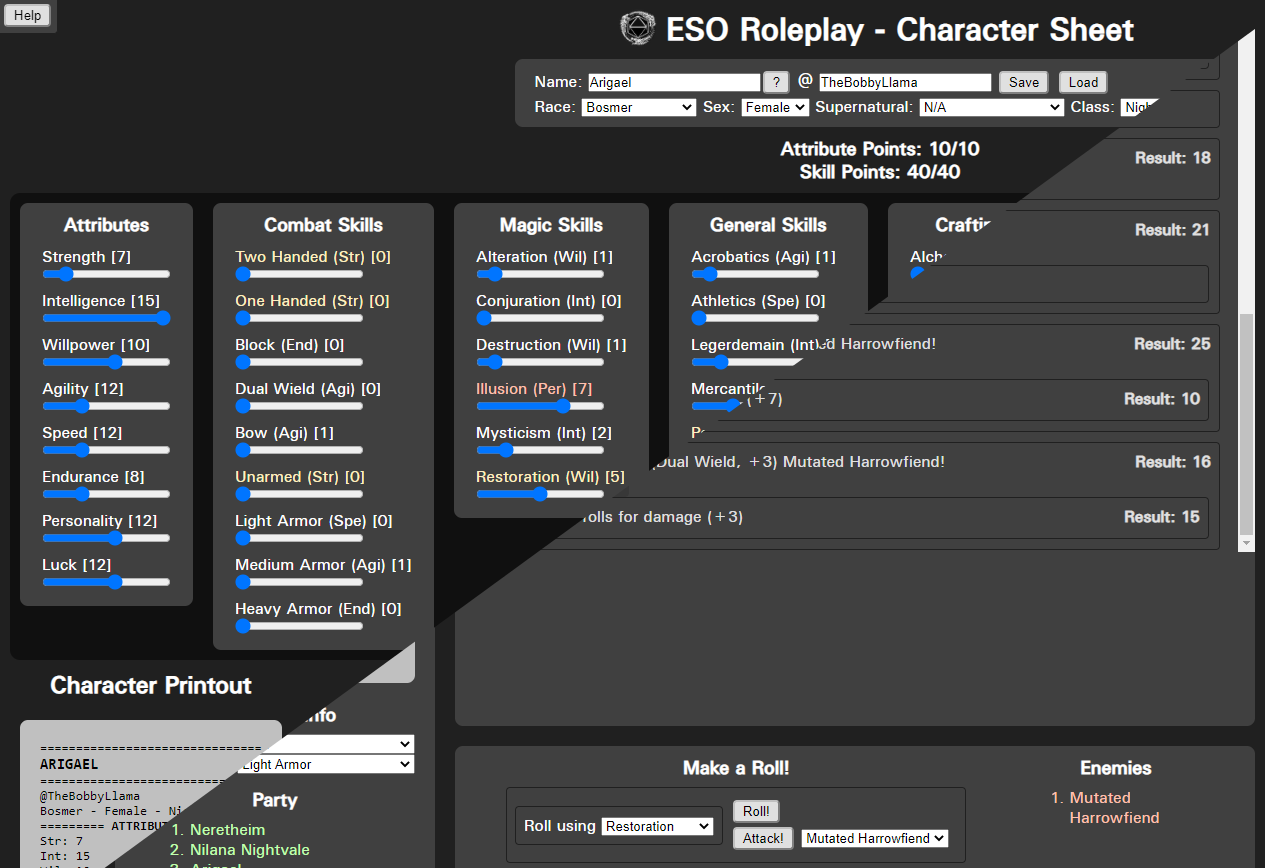 Help
ESO Roleplay - Character Sheet
Name: Arigael ? @ TheBobbyLlama Save Load
Race: Bosmer Sex: Female Supernatural: N/A Class:
Attribute Points: 10/10
Skill Points: 40/40
Attributes
Strength [7]
Intelligence [15]
Willpower [10]
Agility [12]
Speed [12]
Endurance [8]
Personality [12]
Luck [12]
Combat Skills
Two Handed (Str) [0]
One Handed (Str) [0]
Block (End) [0]
Dual Wield (Agi) [0]
Bow (Agi) [1]
Unarmed (Str) [0]
Light Armor (Spe) [0]
Medium Armor (Agi) [1]
Heavy Armor (End) [0]
Magic Skills
Alteration (Wil) [1]
Conjuration (Int) [0]
Destruction (Wil) [1]
Illusion (Per) [7]
Mysticism (Int) [2]
Restoration (Wil) [5]
General Skills
Acrobatics (Agi) [1]
Athletics (Spe) [0]
Legerdemain (Int)
Mercantile
Result: 18
Result: 21
Harrowfiend! Result: 25
(+7) Result: 10
(Dual Wield, +3) Mutated Harrowfiend! Result: 16
rolls for damage (+3) Result: 15
Character Printout
==============================
ARIGAEL
==========================
@TheBobbyLlama
Bosmer - Female -
=========
Str: 7
Int: 15
Info
Light Armor
Party
1. Neretheim
2. Nilana Nightvale
3. Arigael
Make a Roll!
Roll using Restoration Roll!
Attack! Mutated Harrowfiend
Enemies
1. Mutated
Harrowfiend